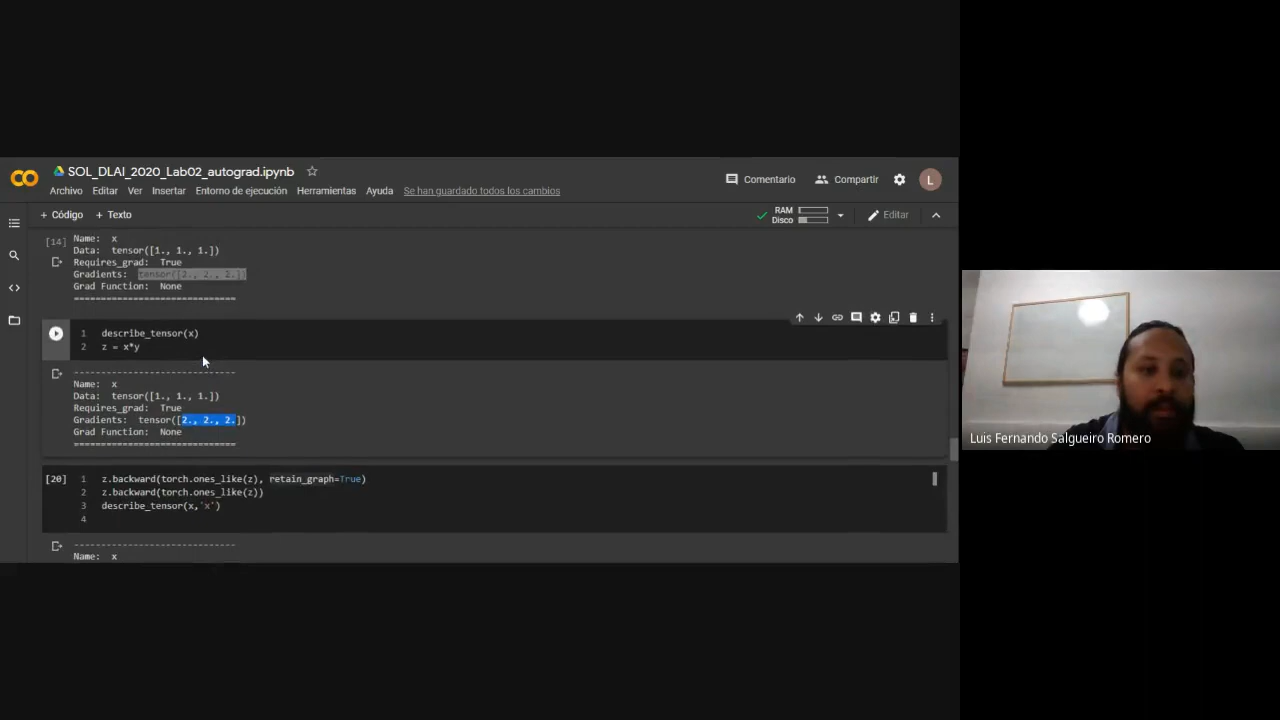 SOL_DLAI_2020_Lab02_autograd.ipynb
Comentario
Compartir
L
Archivo Editar Ver Insertar Entorno de ejecución Herramientas Ayuda Se han guardado todos los cambios
+ Código + Texto
RAM
Disco
Editar
[14]
Name: x
Data: tensor([1., 1., 1.])
Requires_grad: True
Gradients: tensor([2., 2., 2.])
Grad Function: None
==============================
1 describe_tensor(x)
2 z = x*y
------------------------------
Name: x
Data: tensor([1., 1., 1.])
Requires_grad: True
Gradients: tensor([2., 2., 2.])
Grad Function: None
==============================
[20] 1 z.backward(torch.ones_like(z), retain_graph=True)
2 z.backward(torch.ones_like(z))
3 describe_tensor(x,'x')
4
------------------------------
Name: x
Luis Fernando Salgueiro Romero